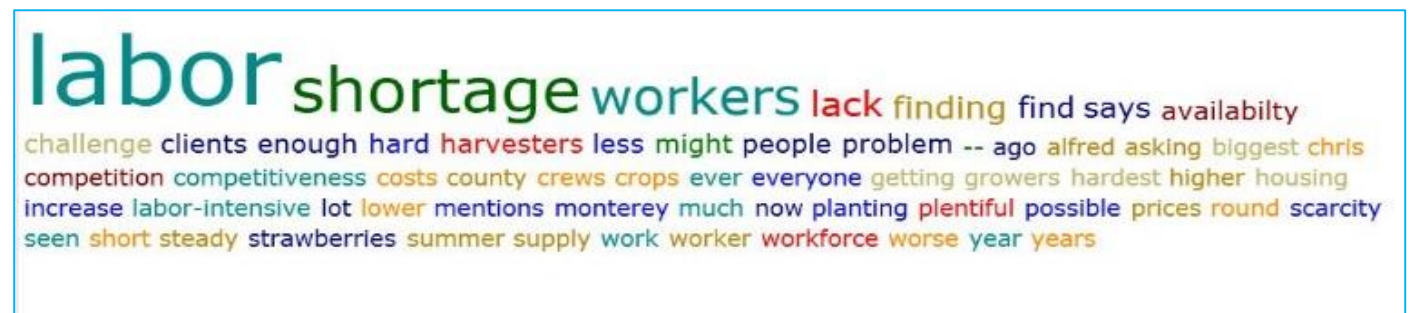 labor shortage workers lack finding find says availabilty
challenge clients enough hard harvesters less might people problem -- ago alfred asking biggest chris
competition competitiveness costs county crews crops ever everyone getting growers hardest higher housing
increase labor-intensive lot lower mentions monterey much now planting plentiful possible prices round scarcity
seen short steady strawberries summer supply work worker workforce worse year years